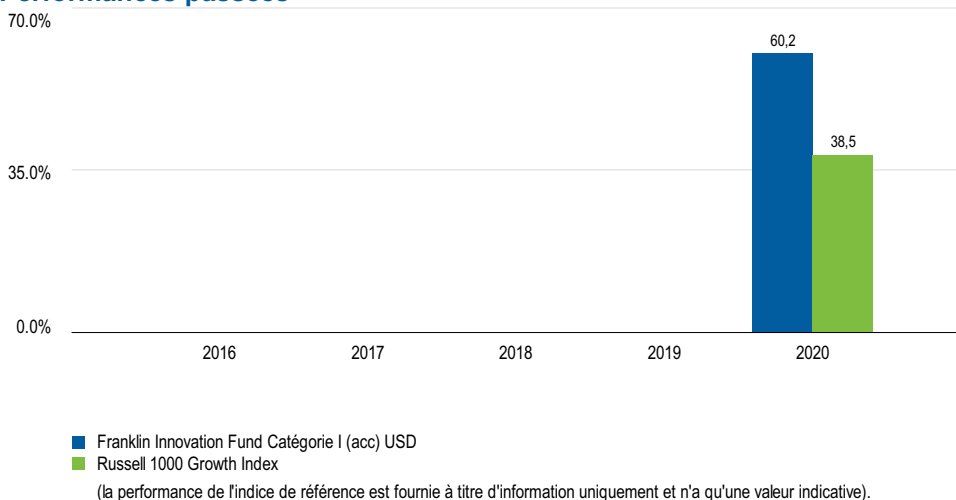 Performances passées
70.0%
60,2
38,5
35.0%
0.0%
2016 2017 2018 2019 2020
Franklin Innovation Fund Catégorie I (acc) USD
Russell 1000 Growth Index
(la performance de l'indice de référence est fournie à titre d'information uniquement et n'a qu'une valeur indicative).